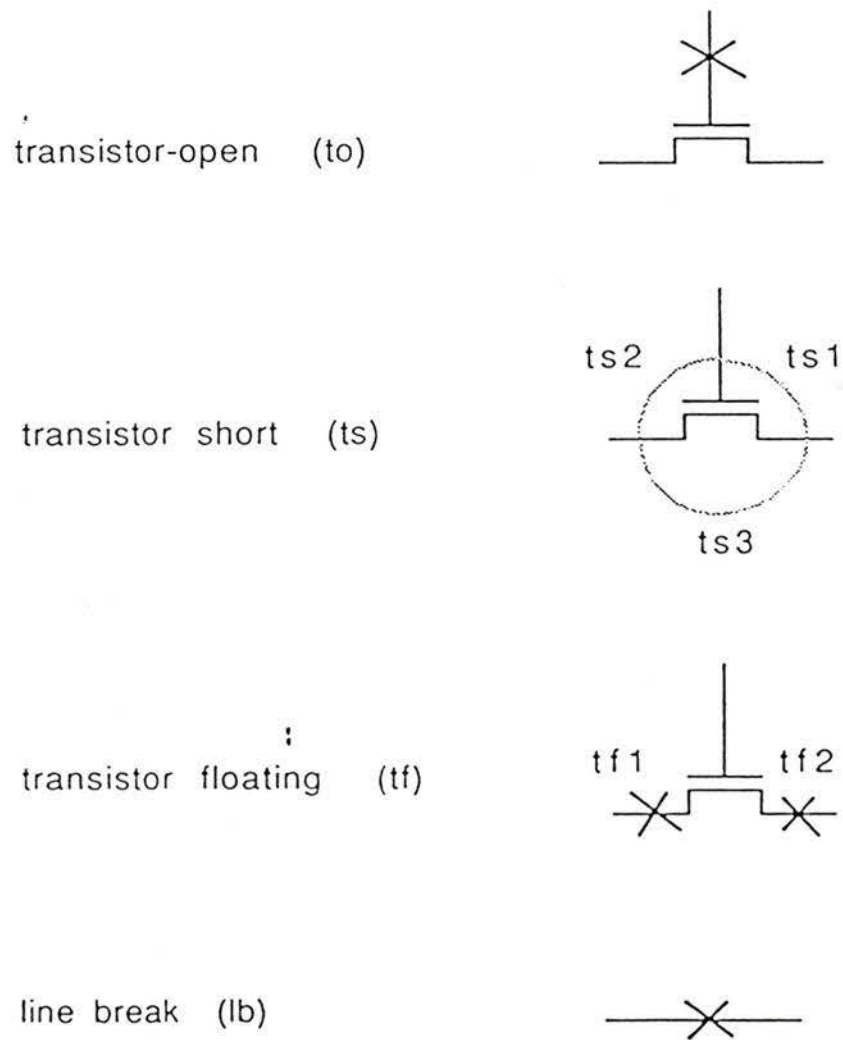 transistor-open (to)
ts2 ts1
transistor short (ts)
ts3
tf1 tf2
transistor floating (tf)
line break (lb)